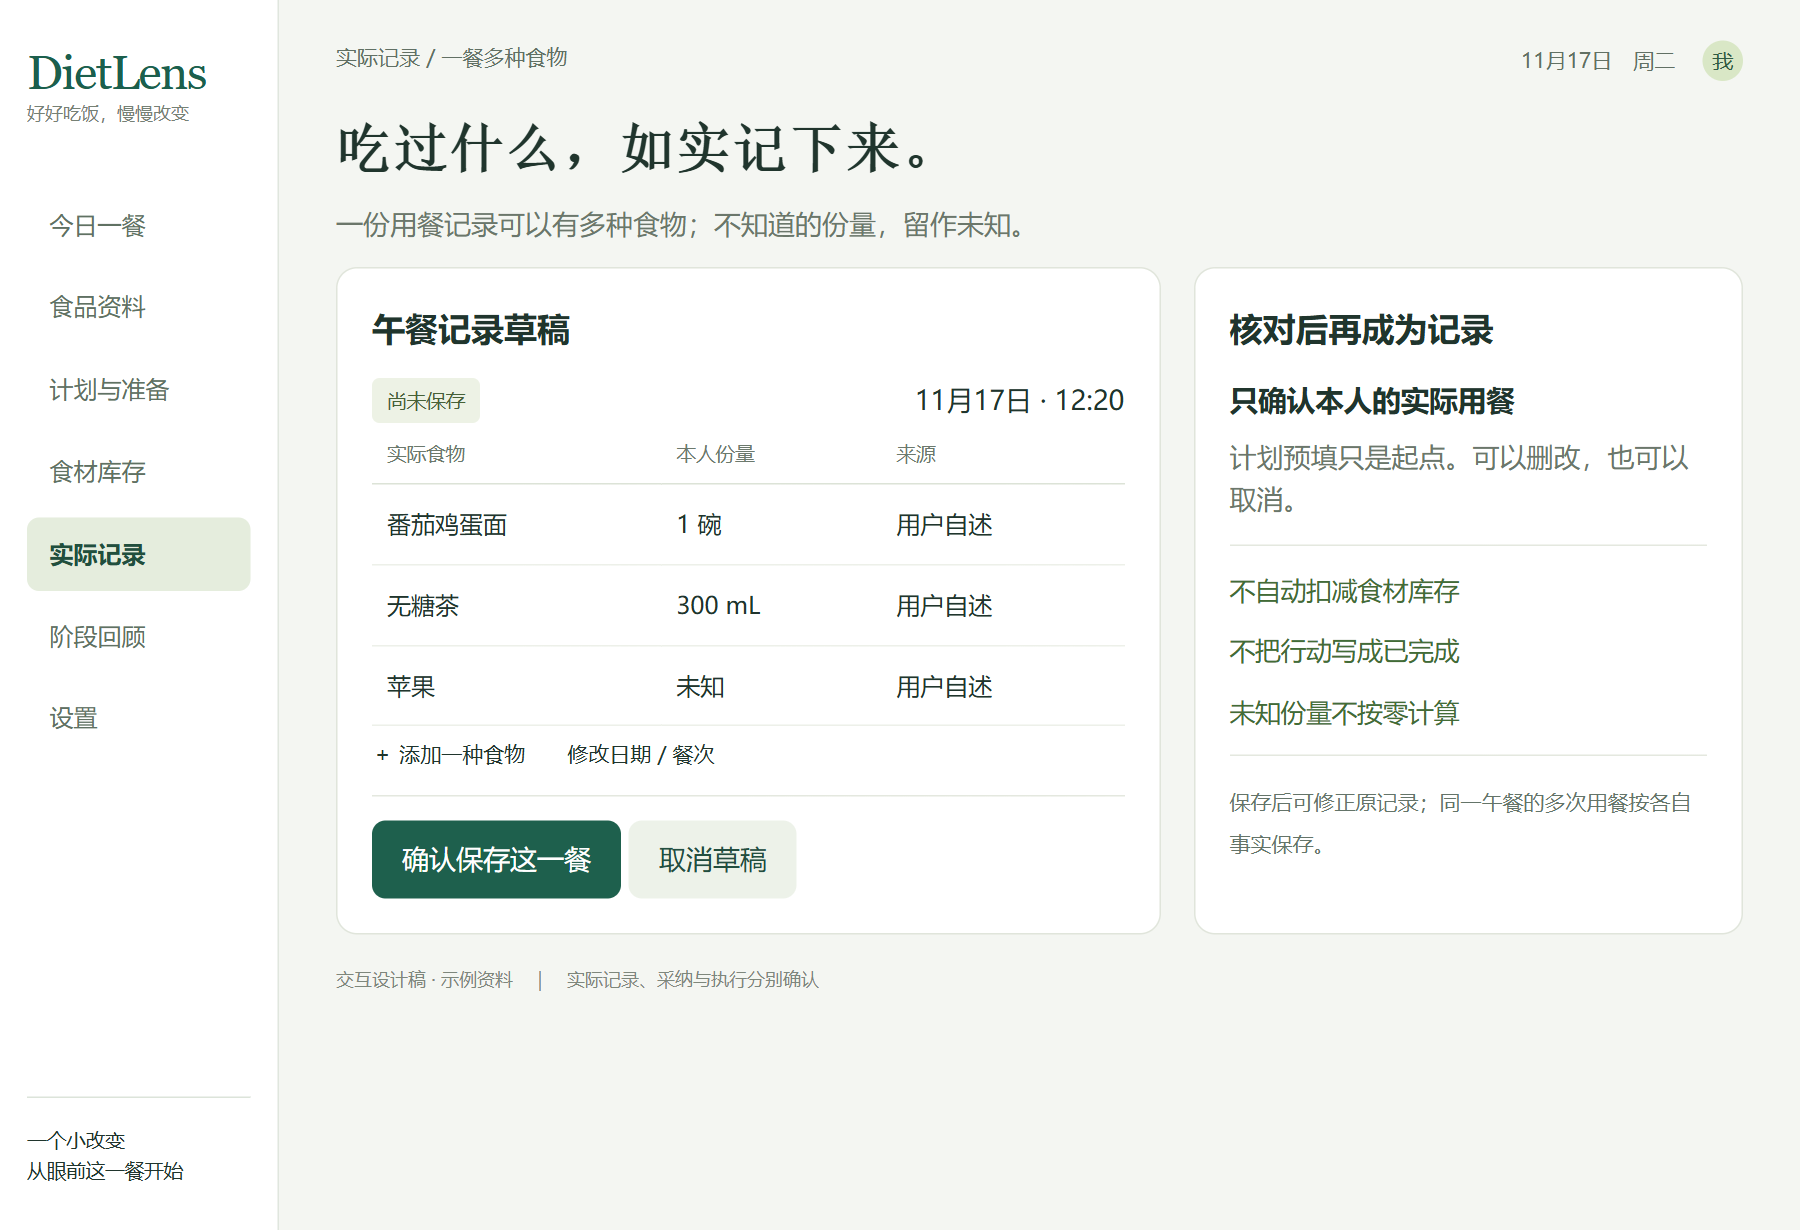 DietLens
好好吃饭，慢慢改变
今日一餐
食品资料
计划与准备
食材库存
实际记录
阶段回顾
设置
一个小改变
从眼前这一餐开始
实际记录 / 一餐多种食物
11月17日 周二 我
吃过什么，如实记下来。
一份用餐记录可以有多种食物；不知道的份量，留作未知。
午餐记录草稿
尚未保存 11月17日 · 12:20
实际食物 本人份量 来源
番茄鸡蛋面 1 碗 用户自述
无糖茶 300 mL 用户自述
苹果 未知 用户自述
+ 添加一种食物 修改日期 / 餐次
确认保存这一餐 取消草稿
核对后再成为记录
只确认本人的实际用餐
计划预填只是起点。可以删改，也可以
取消。
不自动扣减食材库存
不把行动写成已完成
未知份量不按零计算
保存后可修正原记录；同一午餐的多次用餐按各自
事实保存。
交互设计稿 · 示例资料 | 实际记录、采纳与执行分别确认